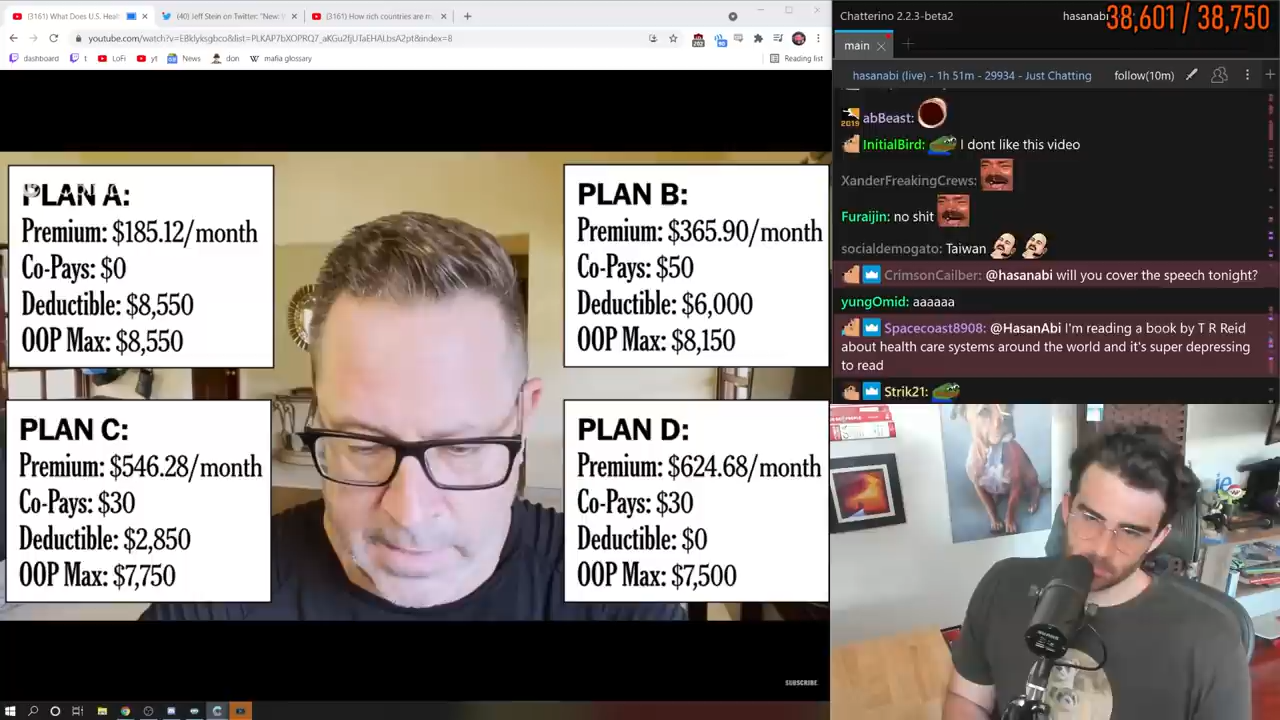 (3161) What Does U.S. Heal
(40) Jeff Stein on Twitter: "New: 
(3161) How rich countries are m
youtube.com/watch?v=E8kIyksgbco&list=PLKAP7bXOPRQ7_aKGu2fjUTaEHALbsA2pt&index=8
dashboard
t
LoFi
yt
News
don
mafia glossary
Reading list
PLAN A:
Premium: $185.12/month
Co-Pays: $0
Deductible: $8,550
OOP Max: $8,550
PLAN B:
Premium: $365.90/month
Co-Pays: $50
Deductible: $6,000
OOP Max: $8,150
PLAN C:
Premium: $546.28/month
Co-Pays: $30
Deductible: $2,850
OOP Max: $7,750
PLAN D:
Premium: $624.68/month
Co-Pays: $30
Deductible: $0
OOP Max: $7,500
SUBSCRIBE.
Chatterino 2.2.3-beta2
hasanabi
38,601 / 38,750
main
hasanabi (live) - 1h 51m - 29934 - Just Chatting
follow(10m)
2019 abBeast:
InitialBird: I dont like this video
XanderFreakingCrews:
Furaijin: no shit
socialdemogato: Taiwan
CrimsonCailber: @hasanabi will you cover the speech tonight?
yungOmid: aaaaaa
Spacecoast8908: @HasanAbi I'm reading a book by T R Reid
about health care systems around the world and it's super depressing
to read
Strik21: